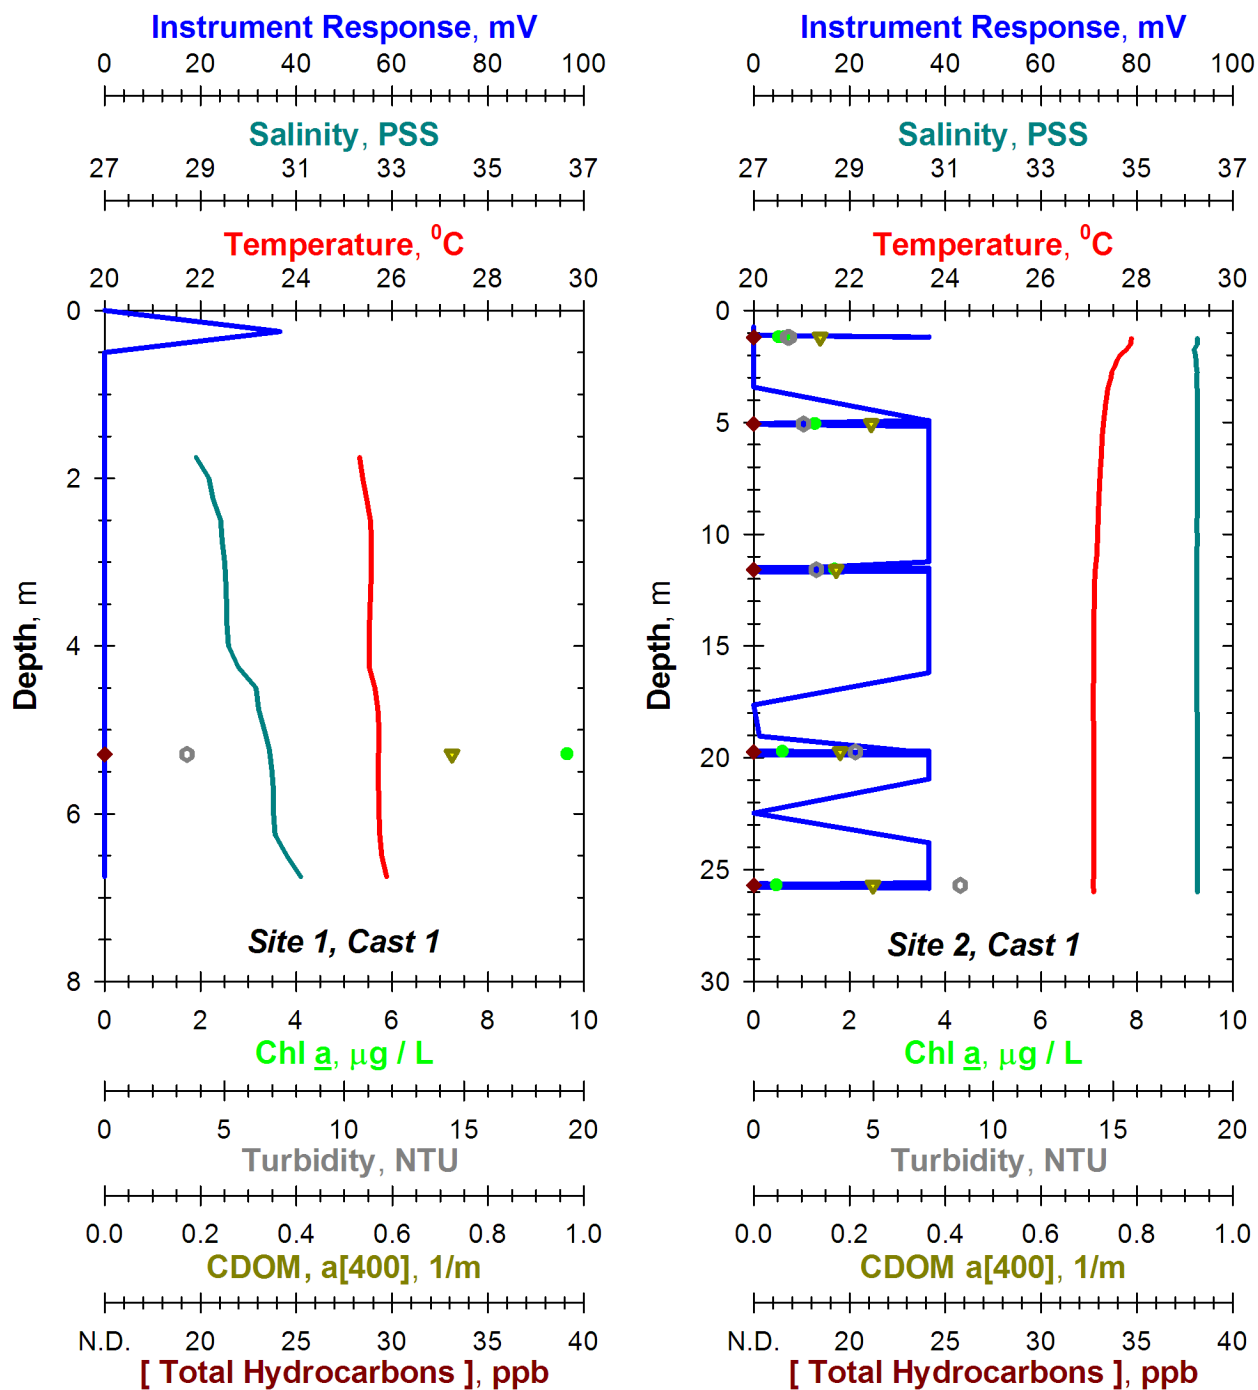 Instrument Response, mV
0 20 40 60 80 100
Salinity, PSS
27 29 31 33 35 37
Temperature, ⁰C
20 22 24 26 28 30
0
2
4
6
8
Depth, m
Site 1, Cast 1
0 2 4 6 8 10
Chl a, μg / L
0 5 10 15 20
Turbidity, NTU
0.0 0.2 0.4 0.6 0.8 1.0
CDOM, a[400], 1/m
N.D. 20 25 30 35 40
[ Total Hydrocarbons ], ppb
Instrument Response, mV
0 20 40 60 80 100
Salinity, PSS
27 29 31 33 35 37
Temperature, ⁰C
20 22 24 26 28 30
0
5
10
15
20
25
30
Depth, m
Site 2, Cast 1
0 2 4 6 8 10
Chl a, μg / L
0 5 10 15 20
Turbidity, NTU
0.0 0.2 0.4 0.6 0.8 1.0
CDOM a[400], 1/m
N.D. 20 25 30 35 40
[ Total Hydrocarbons ], ppb